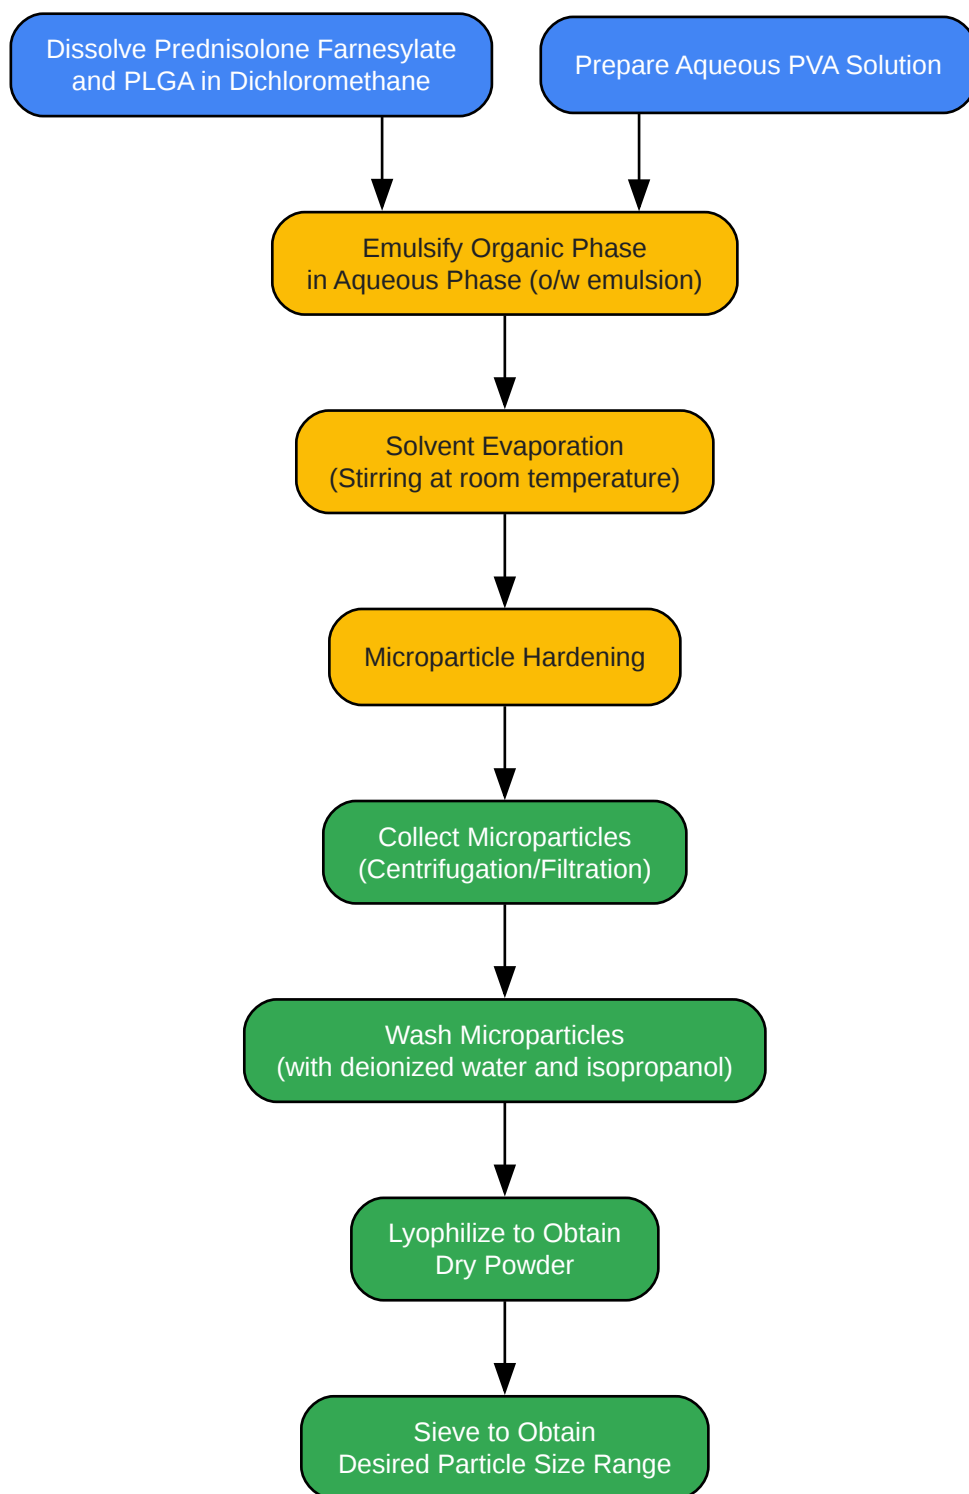 Dissolve Prednisolone Farnesylate
and PLGA in Dichloromethane
Prepare Aqueous PVA Solution
Emulsify Organic Phase
in Aqueous Phase (o/w emulsion)
Solvent Evaporation
(Stirring at room temperature)
Microparticle Hardening
Collect Microparticles
(Centrifugation/Filtration)
Wash Microparticles
(with deionized water and isopropanol)
Lyophilize to Obtain
Dry Powder
Sieve to Obtain
Desired Particle Size Range